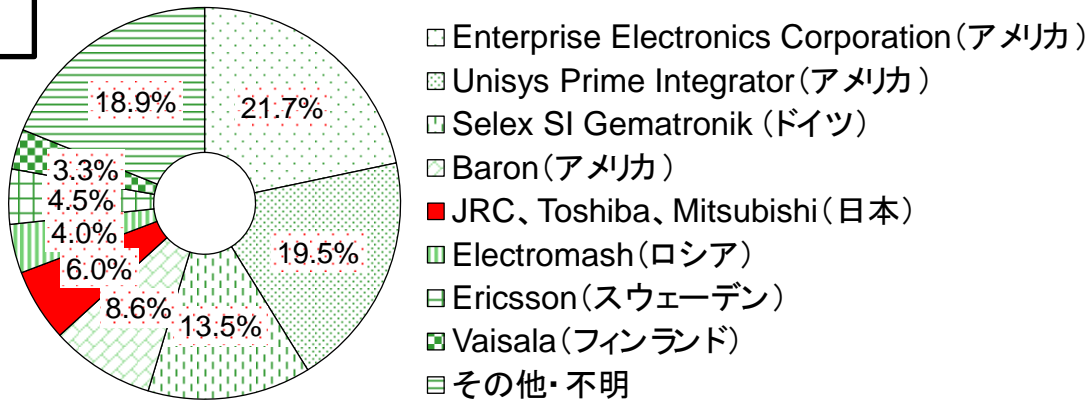 18.9%
21.7%
3.3%
4.5%
4.0%
6.0%
8.6%
13.5%
19.5%
Enterprise Electronics Corporation(アメリカ)
Unisys Prime Integrator(アメリカ)
Selex SI Gematronik (ドイツ)
Baron(アメリカ)
JRC、Toshiba、Mitsubishi(日本)
Electromash(ロシア)
Ericsson(スウェーデン)
Vaisala(フィンランド)
その他・不明